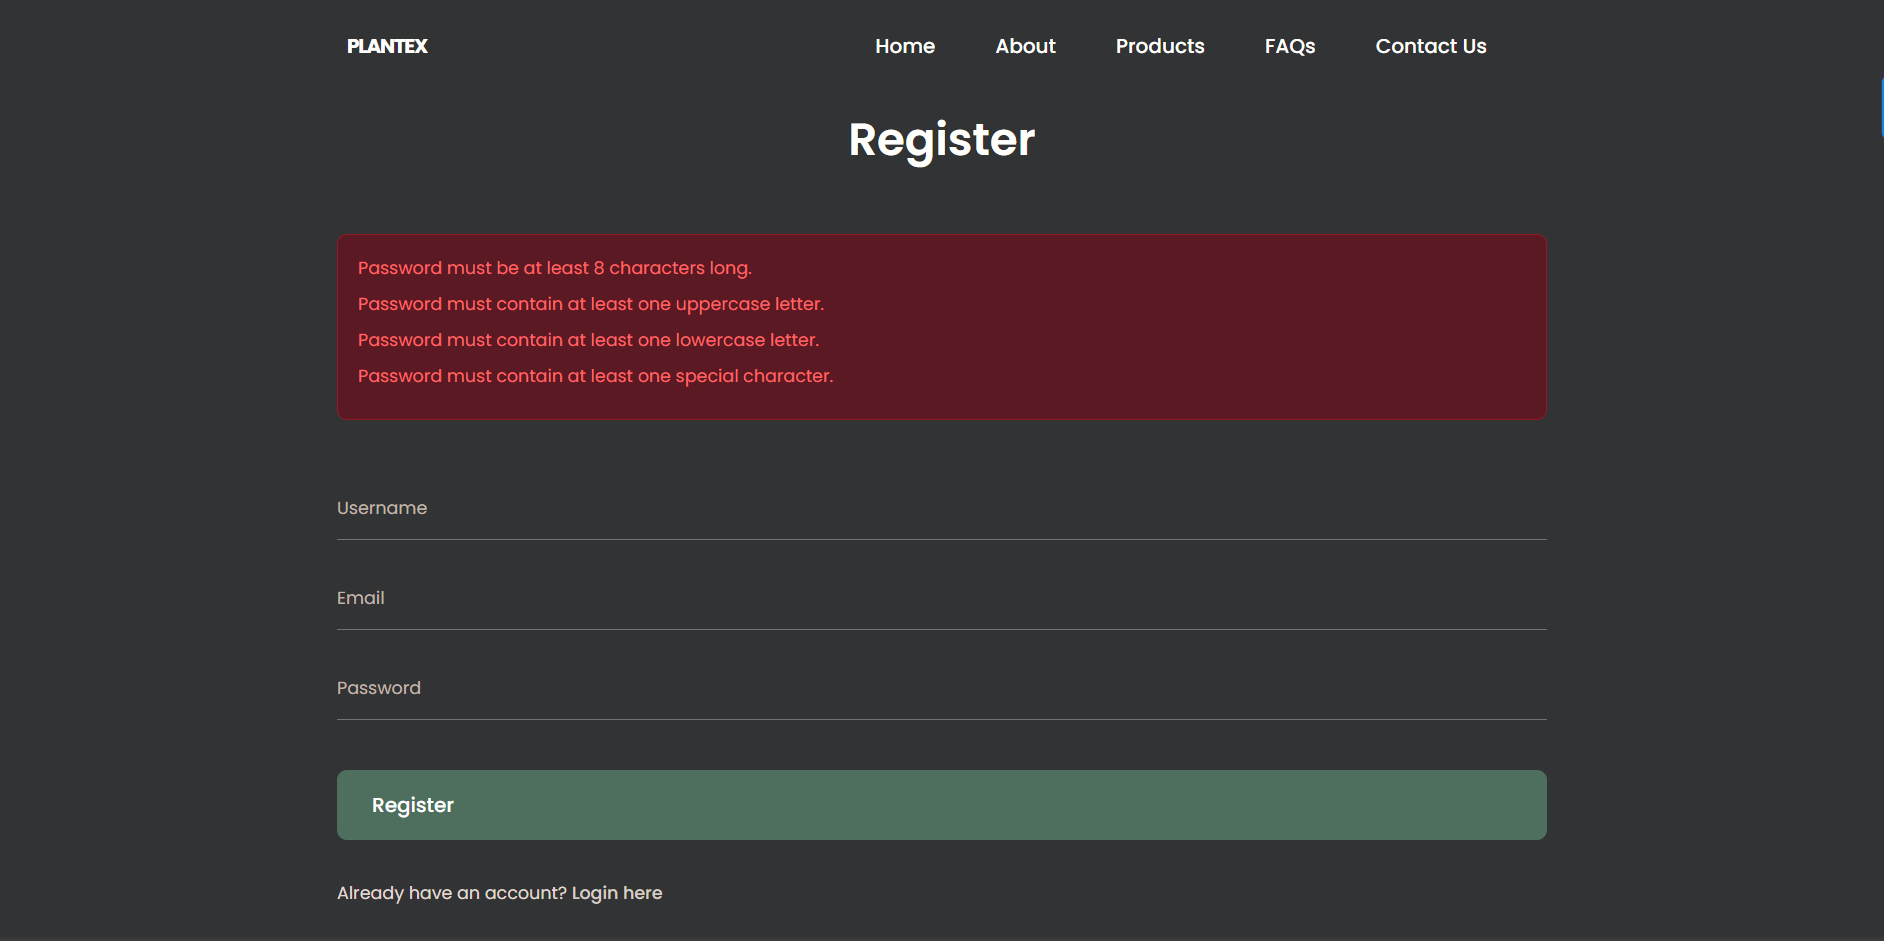 PLANTEX
Home About Products FAQs Contact Us
Register
Password must be at least 8 characters long.
Password must contain at least one uppercase letter.
Password must contain at least one lowercase letter.
Password must contain at least one special character.
Username
Email
Password
Register
Already have an account? Login here